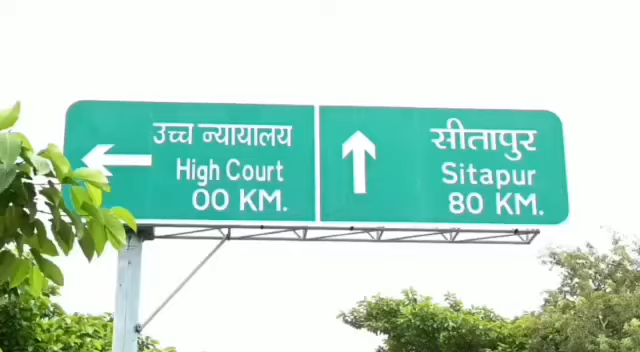 उच्च न्यायालय
High Court
00 KM.
सीतापुर
Sitapur
80 KM.